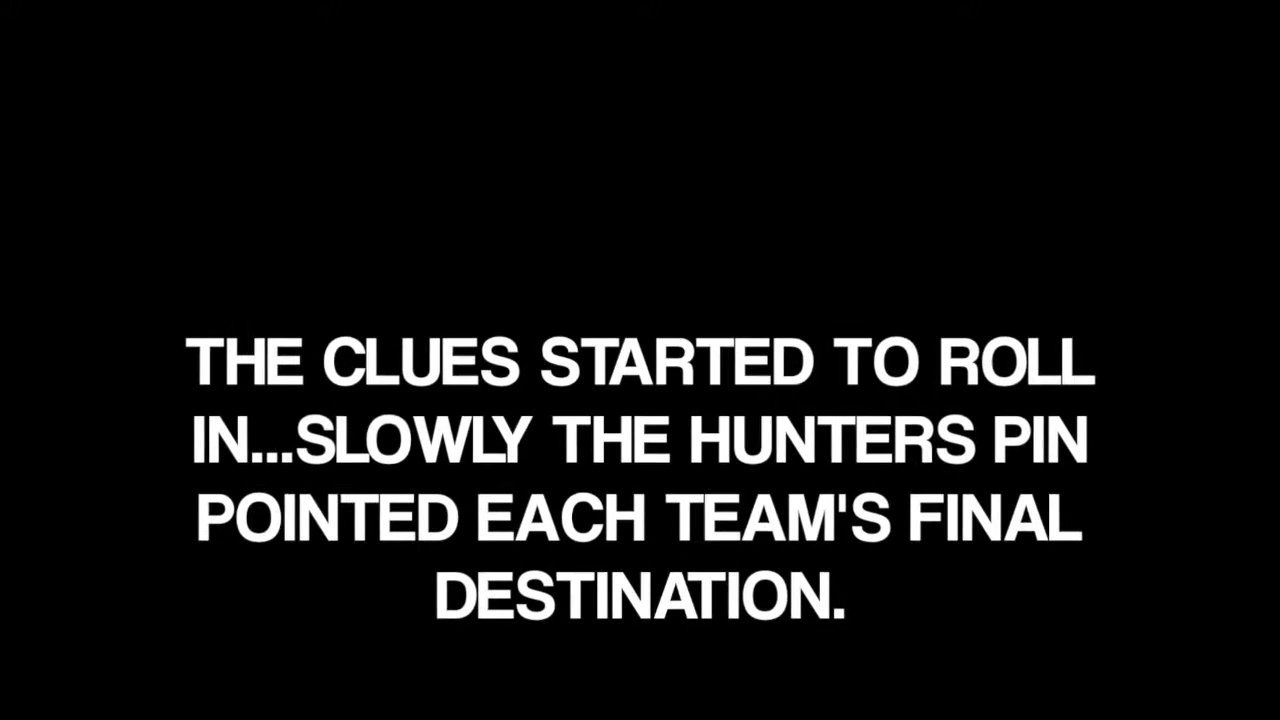 THE CLUES STARTED TO ROLL
IN...SLOWLY THE HUNTERS PIN
POINTED EACH TEAM'S FINAL
DESTINATION.